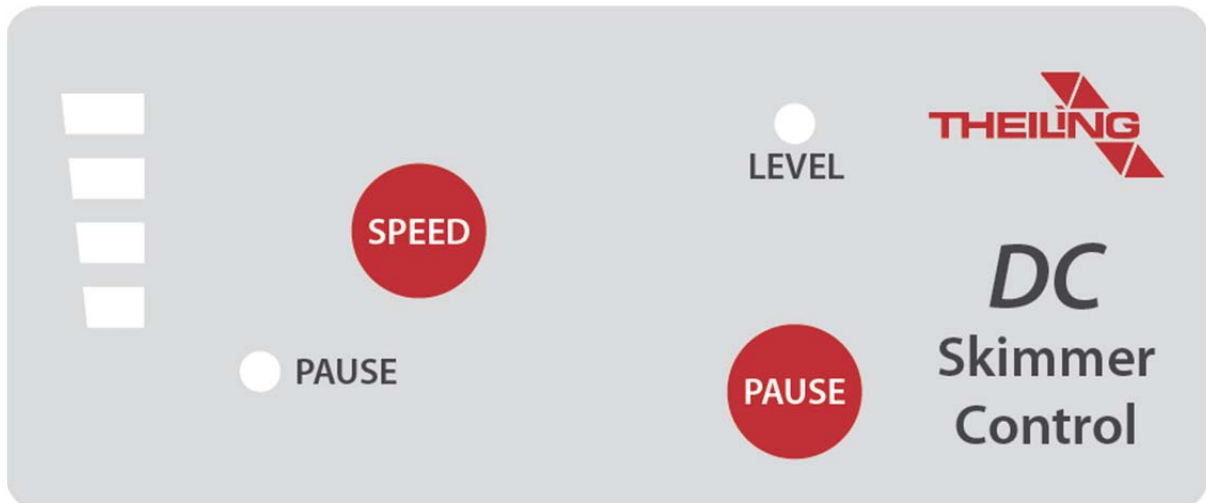 SPEED
PAUSE
LEVEL
PAUSE
THEILING
DC
Skimmer
Control